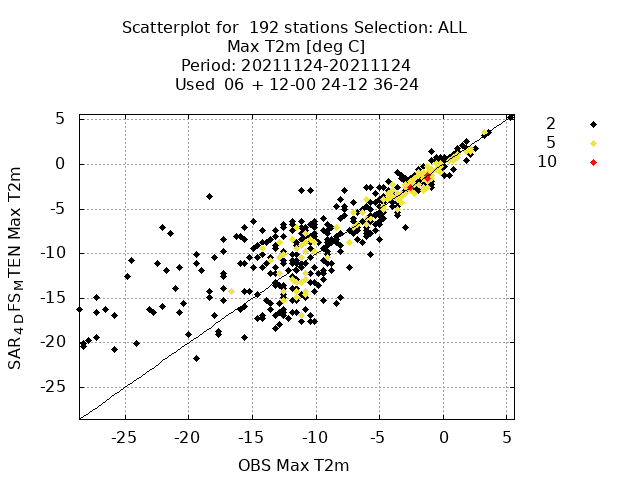 Scatterplot for  192 stations Selection: ALL
Max T2m [deg C]
Period: 20211124-20211124
Used  06 + 12-00 24-12 36-24
2
5
10
5
0
-5
-10
-15
-20
-25
SAR4DFSMTEN Max T2m
-25 -20 -15 -10 -5 0 5
OBS Max T2m